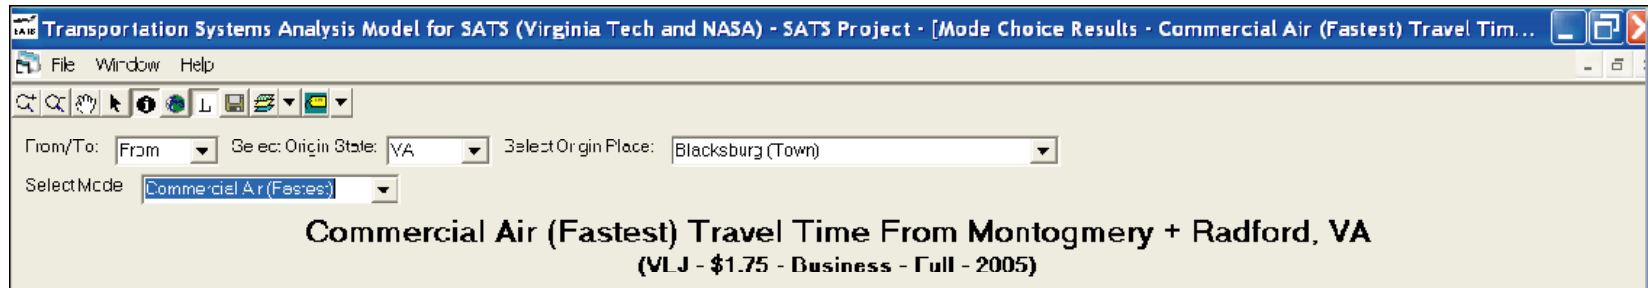 Transportation Systems Analysis Model for SATS (Virginia Tech and NASA) - SATS Project - [Mode Choice Results - Commercial Air (Fastest) Travel Tim...
File Window Help
From/To: From Select Origin State: VA Select Origin Place: Blacksburg (Town)
Select Mode Commercial Air (Fastest)
Commercial Air (Fastest) Travel Time From Montogmery + Radford, VA
(VLJ - $1.75 - Business - Full - 2005)